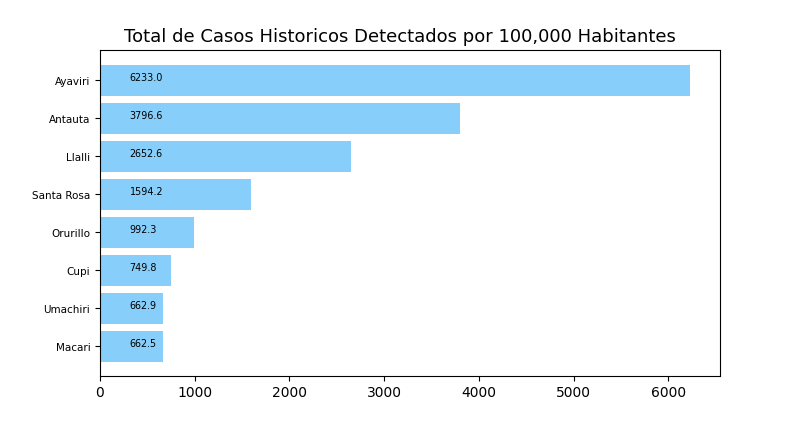 Total de Casos Historicos Detectados por 100,000 Habitantes
Ayaviri 6233.0
Antauta 3796.6
Llalli 2652.6
Santa Rosa 1594.2
Orurillo 992.3
Cupi 749.8
Umachiri 662.9
Macari 662.5
0 1000 2000 3000 4000 5000 6000